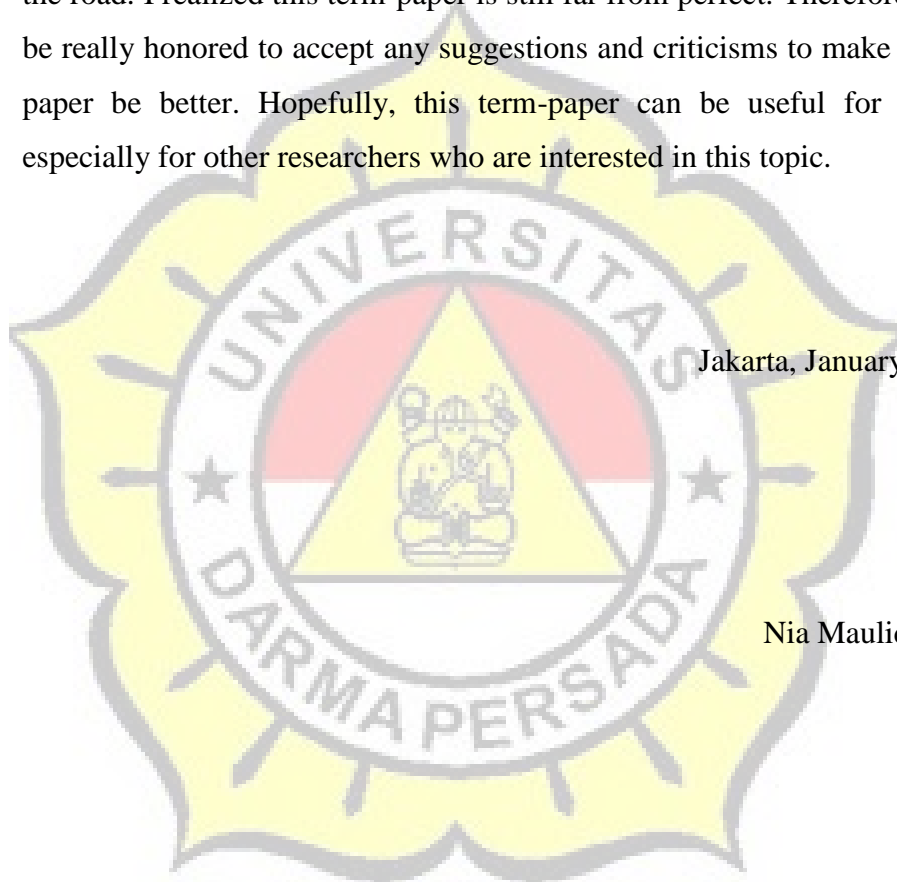 the road. I realized this term-paper is still far from perfect. Therefore
be really honored to accept any suggestions and criticisms to make
paper be better. Hopefully, this term-paper can be useful for
especially for other researchers who are interested in this topic.
UNIVERSITAS
Jakarta, January
Nia
DARMA PERSADA